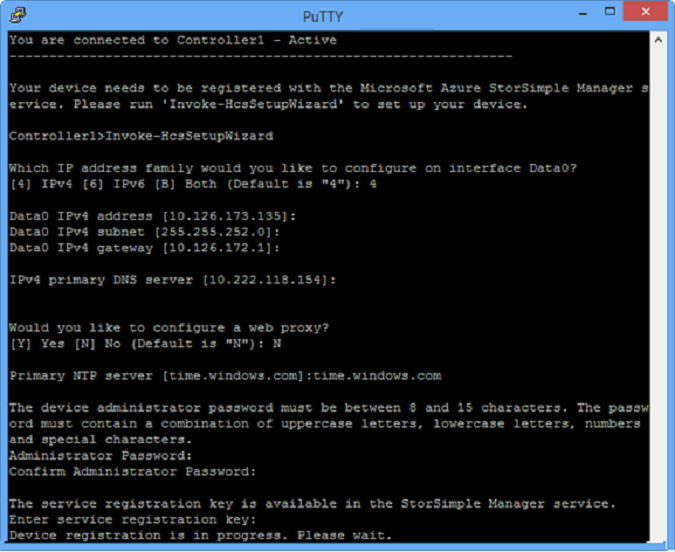 PuTTY
You are connected to Controller1 - Active
---------------------------------------------------------------
Your device needs to be registered with the Microsoft Azure StorSimple Manager s
ervice. Please run 'Invoke-HcsSetupWizard' to set up your device.
Controller1>Invoke-HcsSetupWizard
Which IP address family would you like to configure on interface Data0?
[4] IPv4 [6] IPv6 [B] Both (Default is "4"): 4
Data0 IPv4 address [10.126.173.135]:
Data0 IPv4 subnet [255.255.252.0]:
Data0 IPv4 gateway [10.126.172.1]:
IPv4 primary DNS server [10.222.118.154]:
Would you like to configure a web proxy?
[Y] Yes [N] No (Default is "N"): N
Primary NTP server [time.windows.com]:time.windows.com
The device administrator password must be between 8 and 15 characters. The passw
ord must contain a combination of uppercase letters, lowercase letters, numbers
and special characters.
Administrator Password:
Confirm Administrator Password:
The service registration key is available in the StorSimple Manager service.
Enter service registration key:
Device registration is in progress. Please wait.